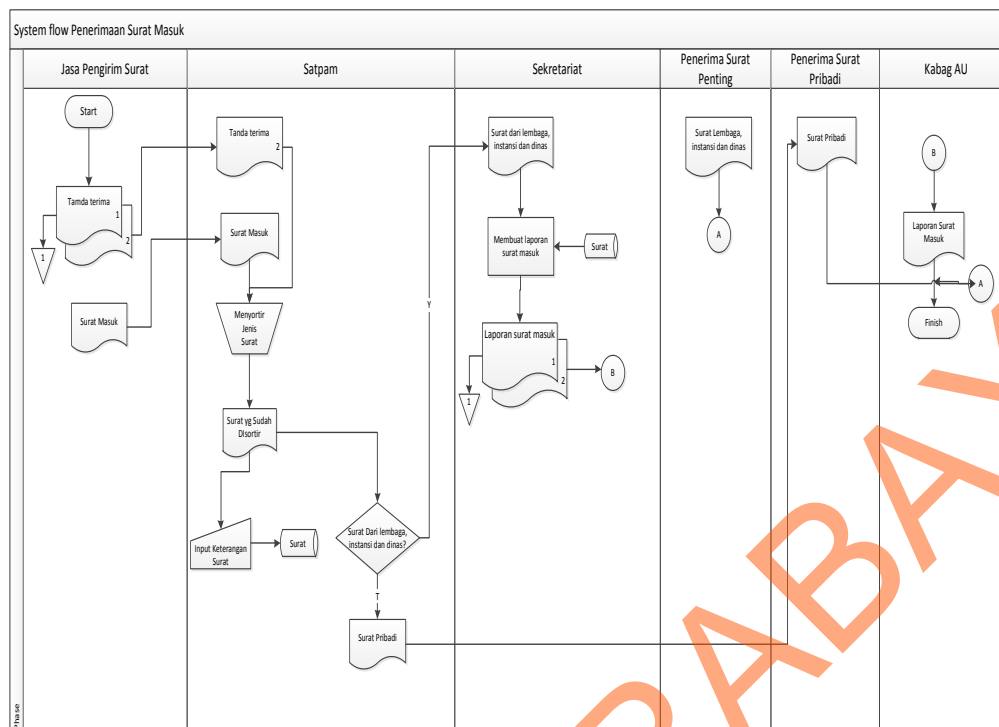 System flow Penerimaan Surat Masuk
Jasa Pengirim Surat
Satpam
Sekretariat
Penerima Surat
Penting
Penerima Surat
Pribadi
Kabag AU
Start
Tamda terima
1
2
1
Surat Masuk
Tanda terima
2
Surat Masuk
Menyortir
Jenis
Surat
Surat yg Sudah
DIsortir
Input Keterangan
Surat
Surat
Surat Dari lembaga,
instansi dan dinas?
Y
T
Surat Pribadi
Surat dari lembaga,
instansi dan dinas
Membuat laporan
surat masuk
Surat
Laporan surat masuk
1
2
1
B
Surat Lembaga,
instansi dan dinas
A
Surat Pribadi
B
Laporan Surat
Masuk
A
Finish
Phase
RABAY